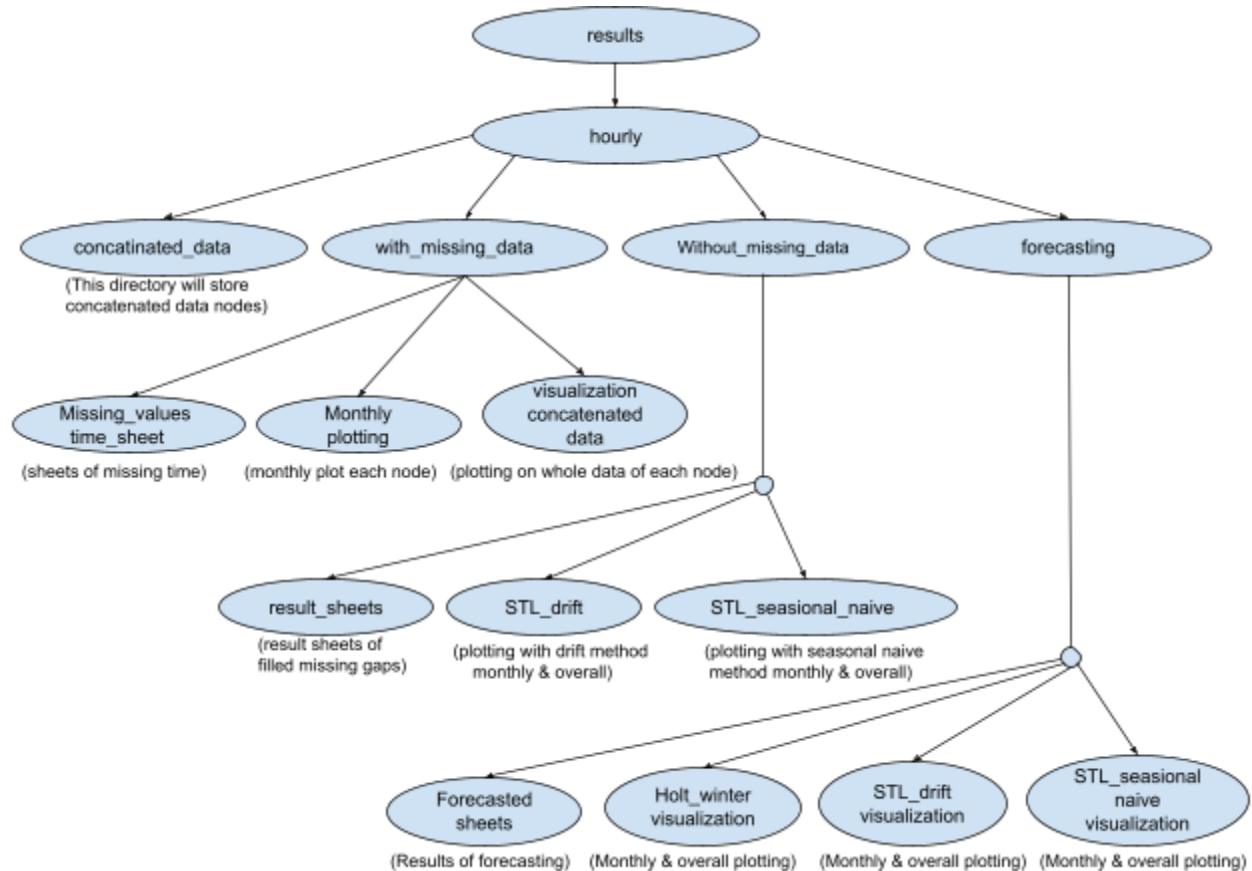 results
hourly
concatinated_data
with_missing_data
Without_missing_data
forecasting
(This directory will store
concatenated data nodes)
Missing_values
time_sheet
Monthly
plotting
visualization
concatenated
data
(sheets of missing time)
(monthly plot each node)
(plotting on whole data of each node)
result_sheets
STL_drift
STL_seasional_naive
(result sheets of
filled missing gaps)
(plotting with drift method
monthly & overall)
(plotting with seasonal naive
method monthly & overall)
Forecasted
sheets
Holt_winter
visualization
STL_drift
visualization
STL_seasional
naive
visualization
(Results of forecasting)
(Monthly & overall plotting)
(Monthly & overall plotting)
(Monthly & overall plotting)